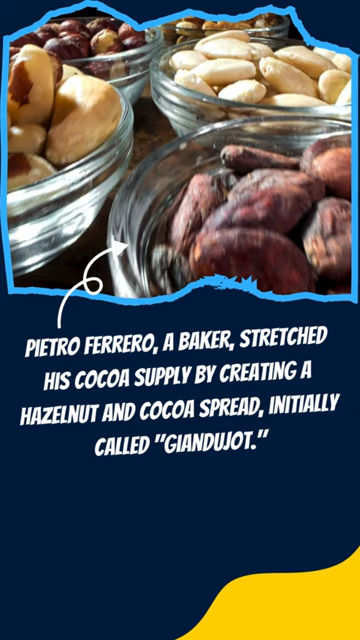 PIETRO FERRERO, A BAKER, STRETCHED
HIS COCOA SUPPLY BY CREATING A
HAZELNUT AND COCOA SPREAD, INITIALLY
CALLED "GIANDUJOT."